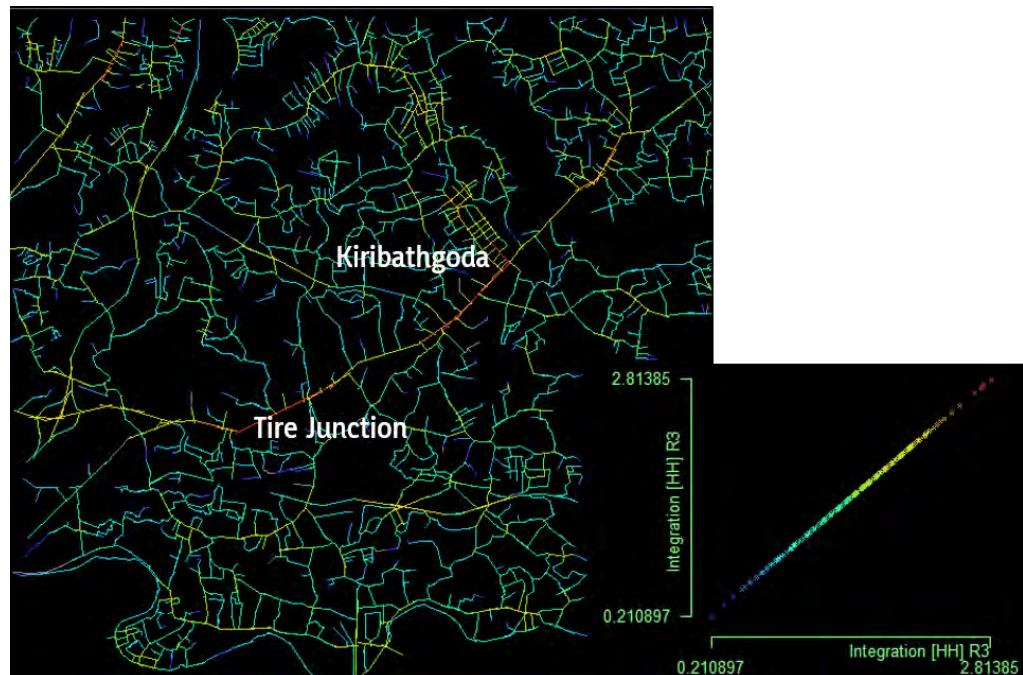 Kiribathgoda
Tire Junction
2.81385
Integration [HH] R3
0.210897
Integration [HH] R3
0.210897
2.81385